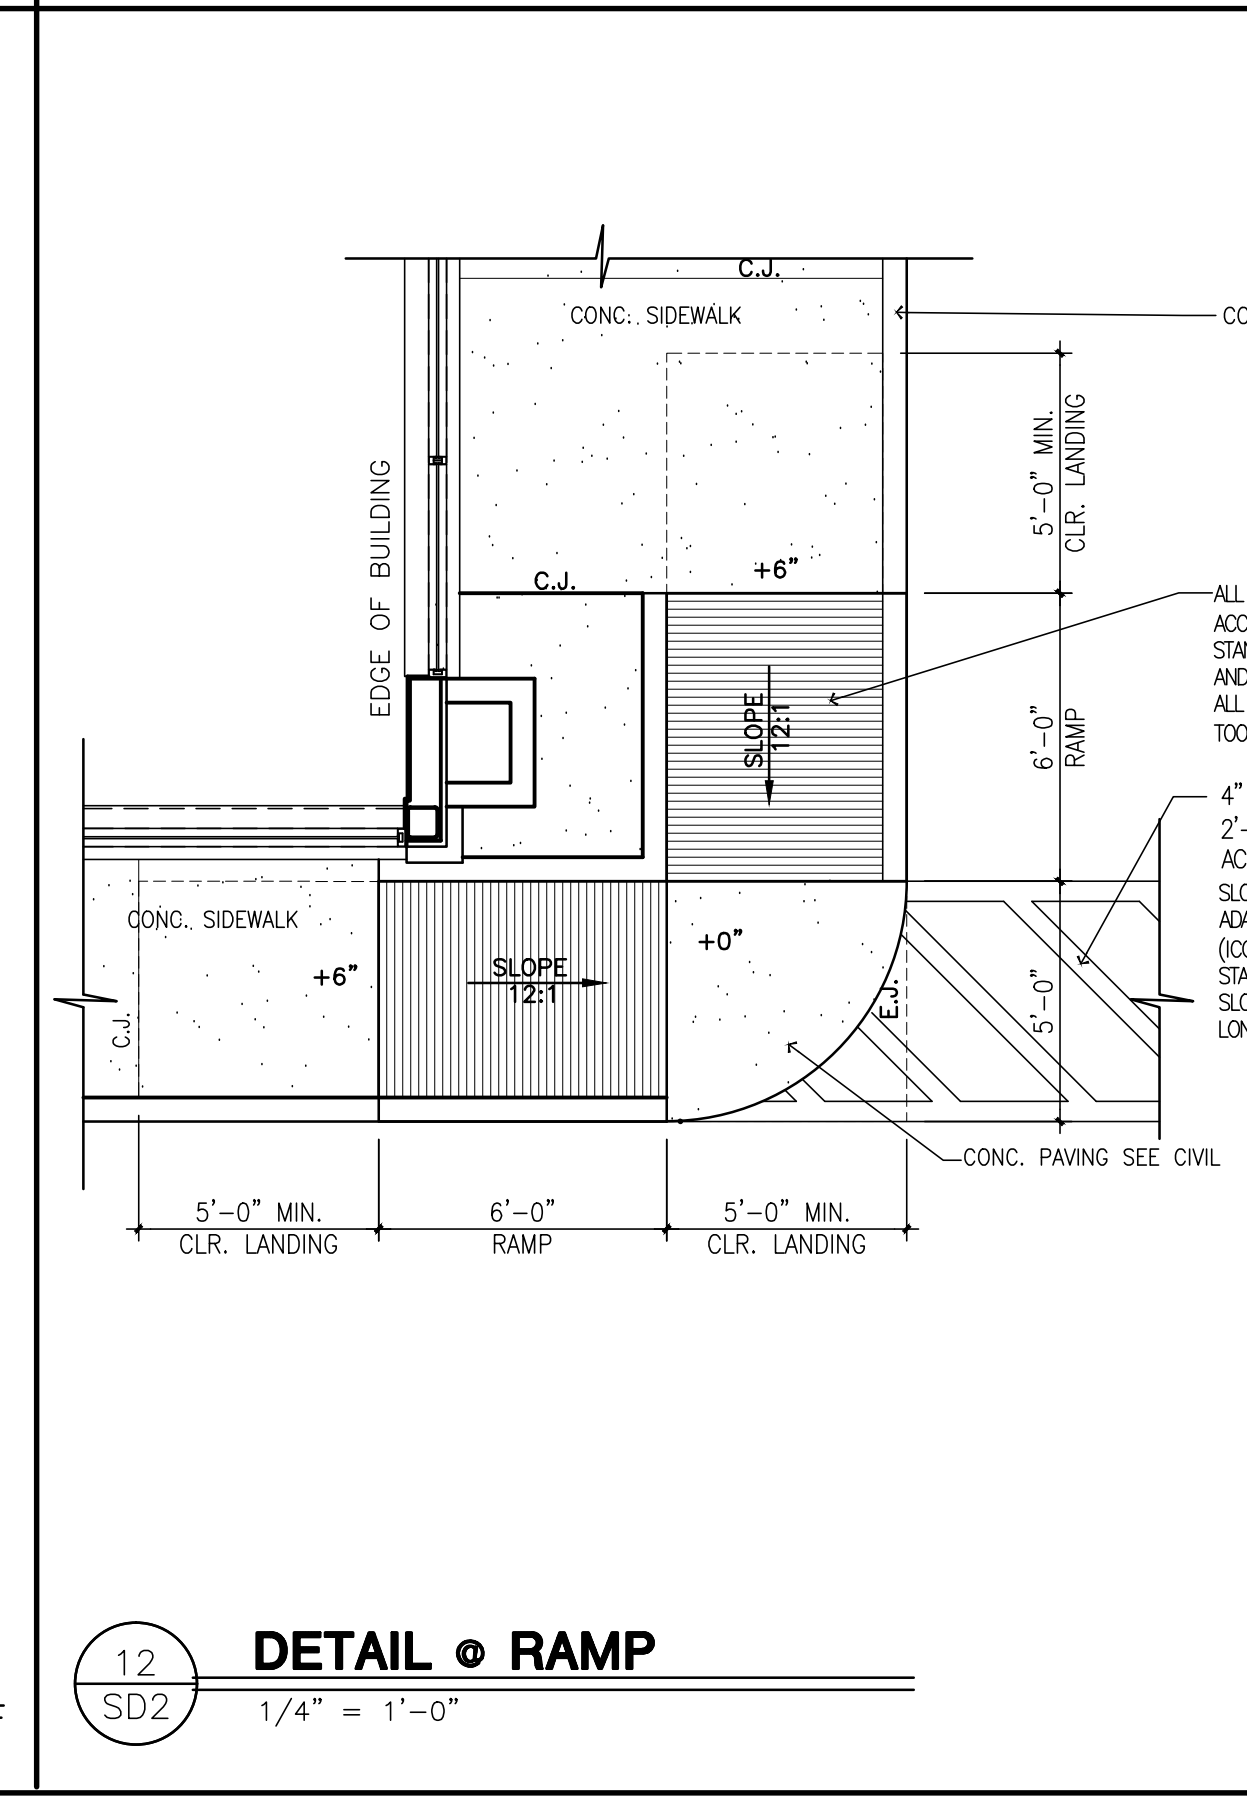 C.J.
CONC. SIDEWALK
CO
5'-0" MIN.
CLR. LANDING
EDGE OF BUILDING
+6"
C.J.
ALL
ACC
STAN
AND
ALL
TOO
SLOPE
12:1
6'-0"
RAMP
4"
2'-
AC
SLO
ADA
(ICC
STA
SLO
LON
CONC. SIDEWALK
+6"
SLOPE
12:1
+0"
E.J.
5'-0"
C.J.
CONC. PAVING SEE CIVIL
5'-0" MIN.
CLR. LANDING
6'-0"
RAMP
5'-0" MIN.
CLR. LANDING
12
SD2
DETAIL @ RAMP
1/4" = 1'-0"